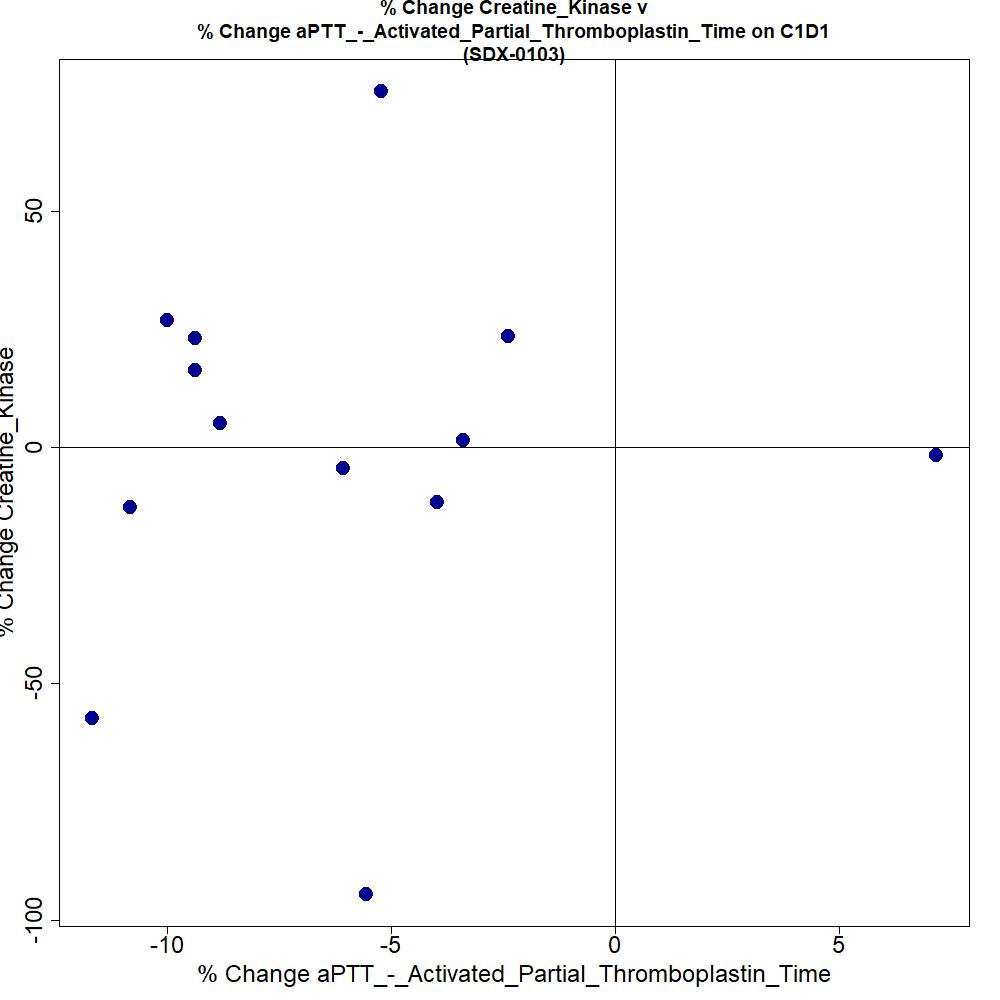 % Change Creatine_Kinase v
% Change aPTT_-_Activated_Partial_Thromboplastin_Time on C1D1
(SDX-0103)
% Change Creatine_Kinase
50
0
-50
-100
-10
-5
0
5
% Change aPTT_-_Activated_Partial_Thromboplastin_Time